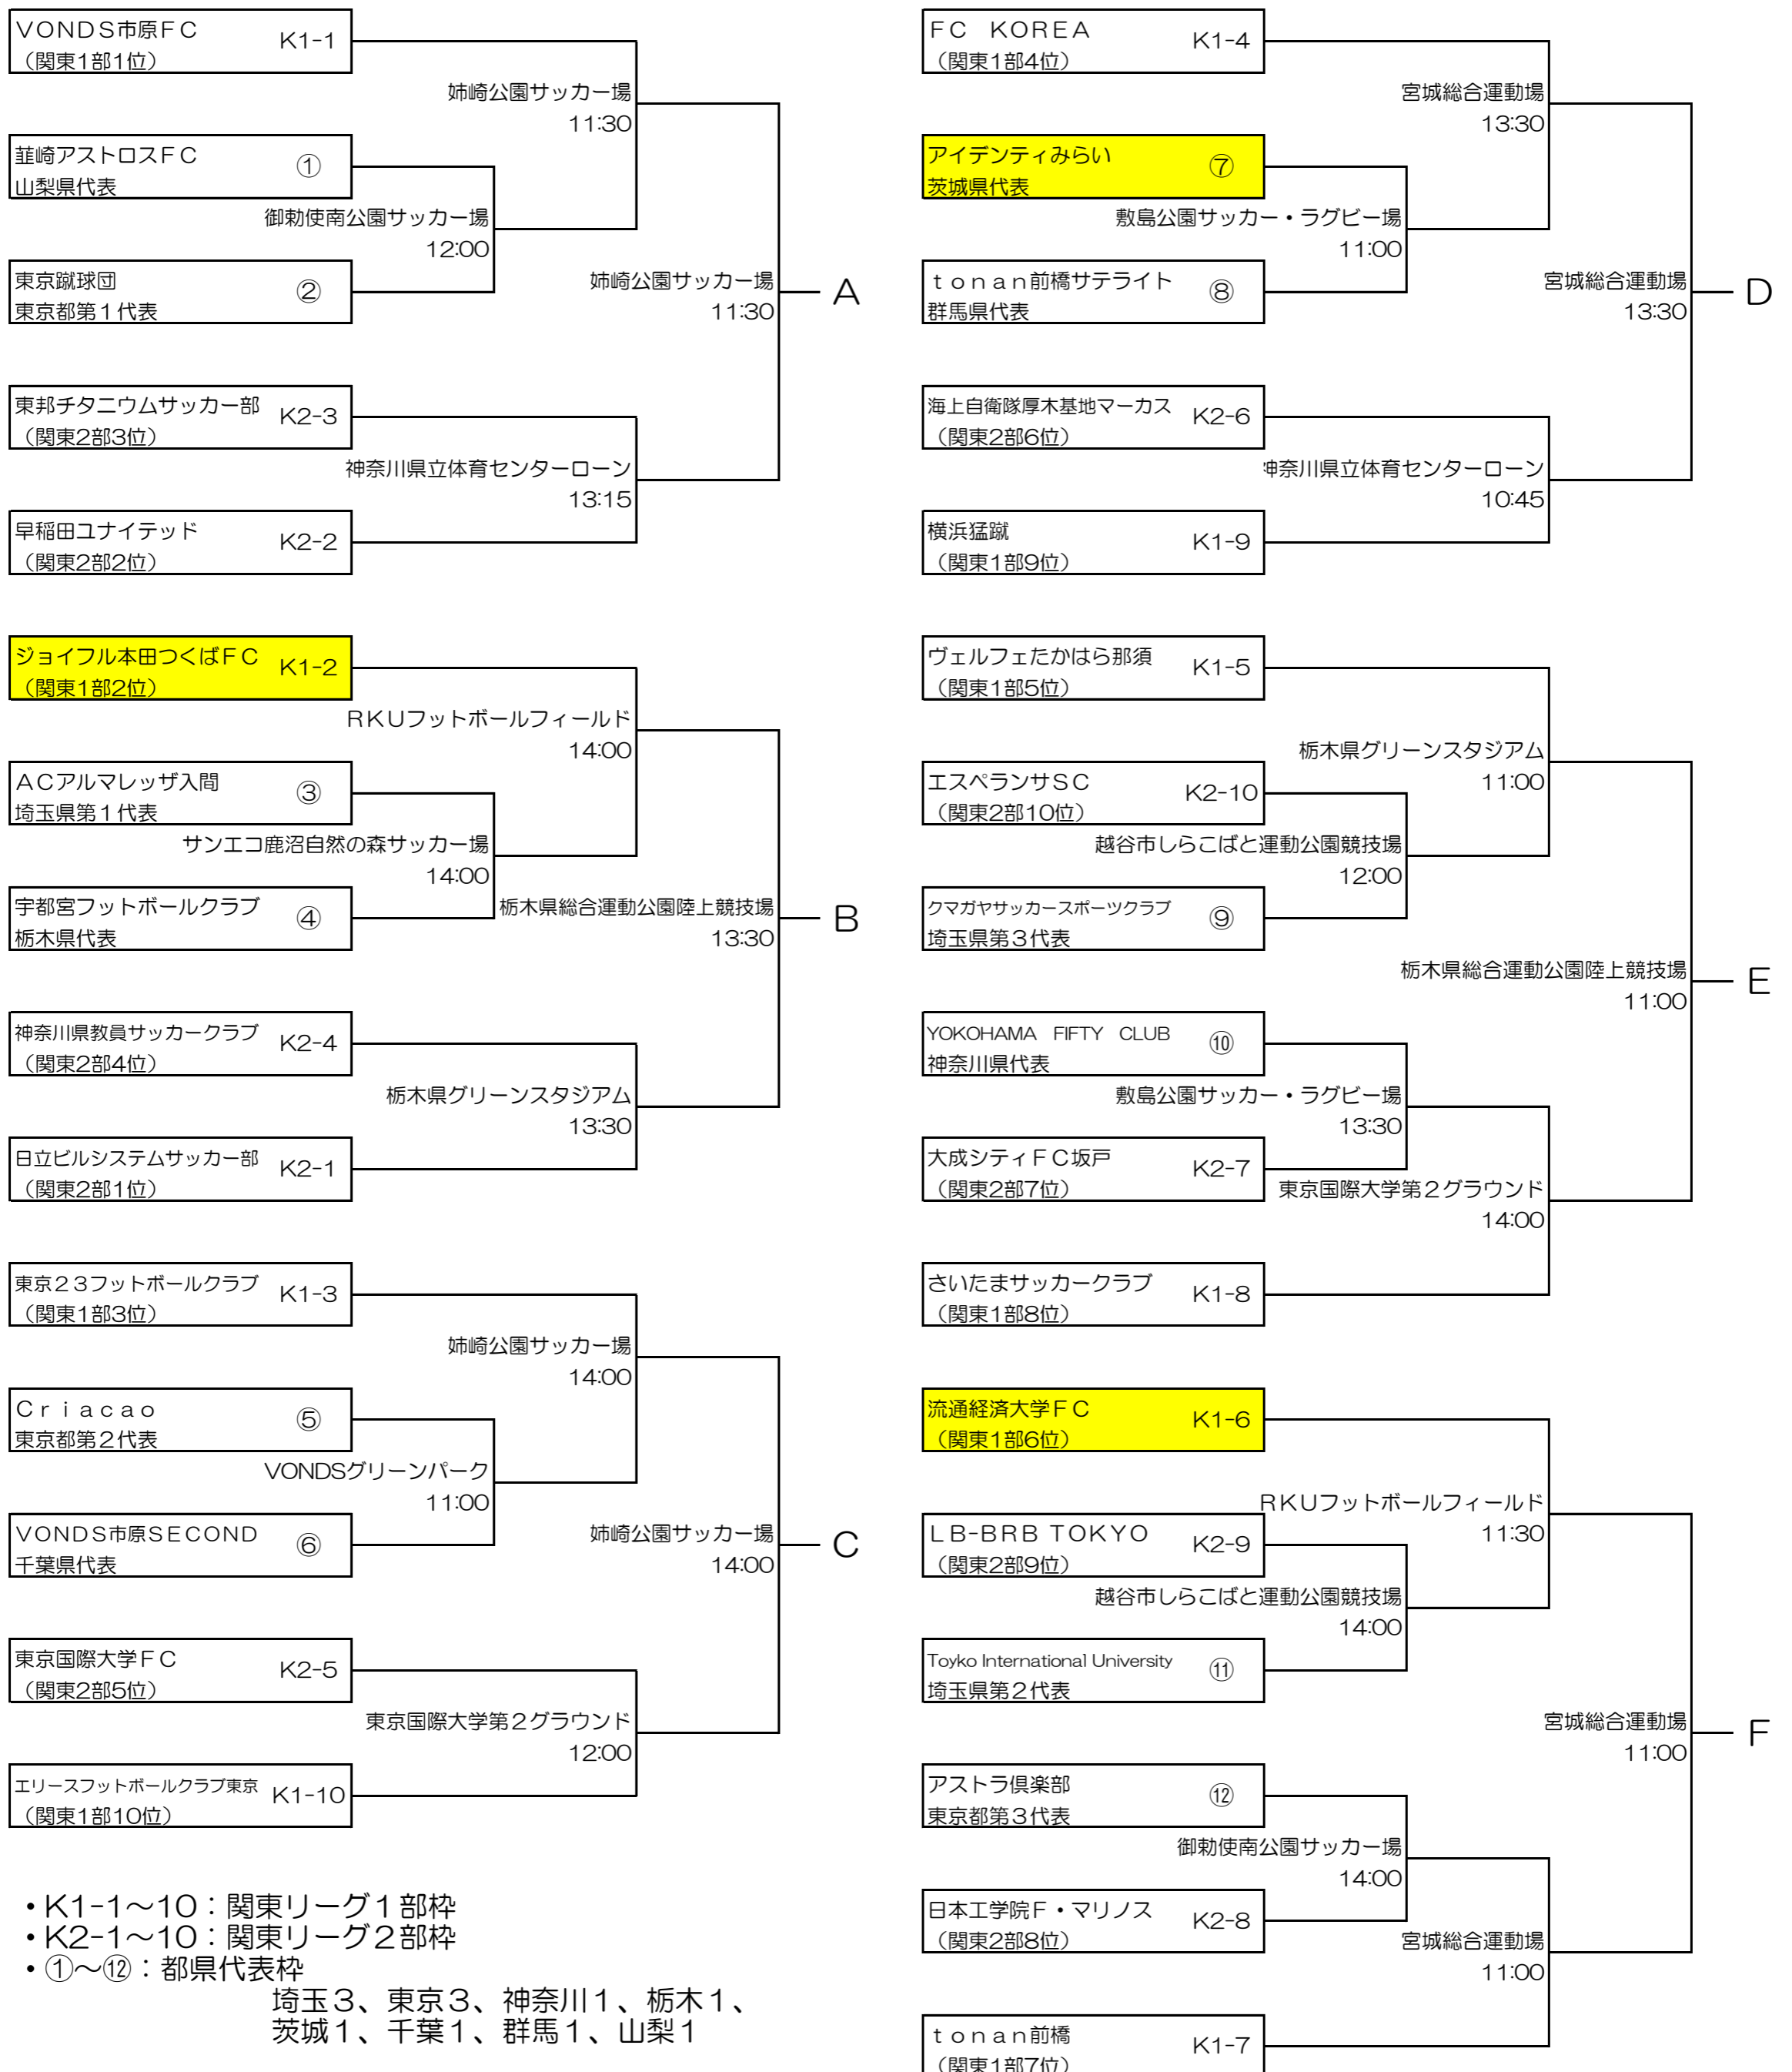 VONDS市原FC
（関東1部1位）
K1-1
姉崎公園サッカー場
11:30
韮崎アストロスFC
山梨県代表
①
御勅使南公園サッカー場
12:00
東京蹴球団
東京都第１代表
②
姉崎公園サッカー場
11:30
A
東邦チタニウムサッカー部
（関東2部3位）
K2-3
神奈川県立体育センターローン
13:15
早稲田ユナイテッド
（関東2部2位）
K2-2
ジョイフル本田つくばFC
（関東1部2位）
K1-2
RKUフットボールフィールド
14:00
ACアルマレッザ入間
埼玉県第１代表
③
サンエコ鹿沼自然の森サッカー場
14:00
宇都宮フットボールクラブ
栃木県代表
④
栃木県総合運動公園陸上競技場
13:30
B
神奈川県教員サッカークラブ
（関東2部4位）
K2-4
栃木県グリーンスタジアム
13:30
日立ビルシステムサッカー部
（関東2部1位）
K2-1
東京２３フットボールクラブ
（関東1部3位）
K1-3
姉崎公園サッカー場
14:00
Criacao
東京都第２代表
⑤
VONDSグリーンパーク
11:00
VONDS市原SECOND
千葉県代表
⑥
姉崎公園サッカー場
14:00
C
東京国際大学FC
（関東2部5位）
K2-5
東京国際大学第２グラウンド
12:00
エリースフットボールクラブ東京
（関東1部10位）
K1-10
・K1-1～10：関東リーグ１部枠
・K2-1～10：関東リーグ２部枠
・①～⑫：都県代表枠
埼玉３、東京３、神奈川１、栃木１、
茨城１、千葉１、群馬１、山梨１
FC KOREA
（関東1部4位）
K1-4
宮城総合運動場
13:30
アイデンティみらい
茨城県代表
⑦
敷島公園サッカー・ラグビー場
11:00
tonan前橋サテライト
群馬県代表
⑧
宮城総合運動場
13:30
D
海上自衛隊厚木基地マーカス
（関東2部6位）
K2-6
神奈川県立体育センターローン
10:45
横浜猛蹴
（関東1部9位）
K1-9
ヴェルフェたかはら那須
（関東1部5位）
K1-5
栃木県グリーンスタジアム
11:00
エスペランサSC
（関東2部10位）
K2-10
越谷市しらこばと運動公園競技場
12:00
クマガヤサッカースポーツクラブ
埼玉県第３代表
⑨
栃木県総合運動公園陸上競技場
11:00
E
YOKOHAMA FIFTY CLUB
神奈川県代表
⑩
敷島公園サッカー・ラグビー場
13:30
大成シティFC坂戸
（関東2部7位）
K2-7
東京国際大学第２グラウンド
14:00
さいたまサッカークラブ
（関東1部8位）
K1-8
流通経済大学FC
（関東1部6位）
K1-6
RKUフットボールフィールド
11:30
LB-BRB TOKYO
（関東2部9位）
K2-9
越谷市しらこばと運動公園競技場
14:00
Toyko International University
埼玉県第２代表
⑪
宮城総合運動場
11:00
F
アストラ倶楽部
東京都第３代表
⑫
御勅使南公園サッカー場
14:00
日本工学院F・マリノス
（関東2部8位）
K2-8
宮城総合運動場
11:00
tonan前橋
（関東1部7位）
K1-7